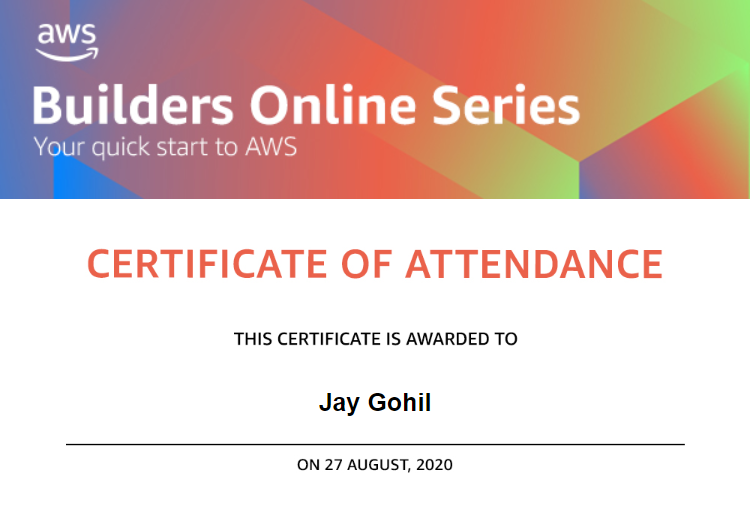 aws
Builders Online Series
Your quick start to AWS
CERTIFICATE OF ATTENDANCE
THIS CERTIFICATE IS AWARDED TO
Jay Gohil
ON 27 AUGUST, 2020